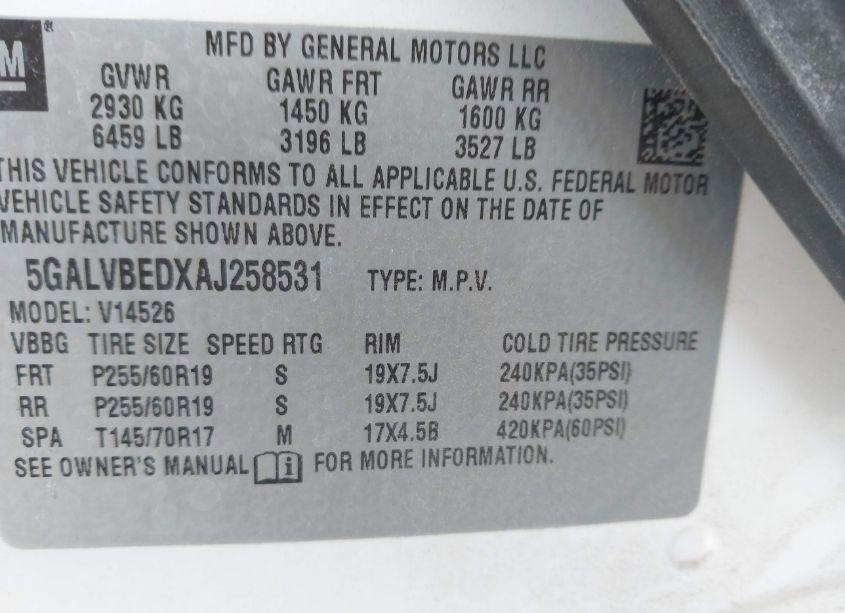 M ®
MFD BY GENERAL MOTORS LLC
GVWR GAWR FRT GAWR RR
2930 KG 1450 KG 1600 KG
6459 LB 3196 LB 3527 LB
THIS VEHICLE CONFORMS TO ALL APPLICABLE U.S. FEDERAL MOTOR
VEHICLE SAFETY STANDARDS IN EFFECT ON THE DATE OF
MANUFACTURE SHOWN ABOVE.
5GALVBEDXAJ258531 TYPE: M.P.V.
MODEL: V14526
VBBG TIRE SIZE SPEED RTG RIM COLD TIRE PRESSURE
FRT P255/60R19 S 19X7.5J 240KPA(35PSI)
RR P255/60R19 S 19X7.5J 240KPA(35PSI)
SPA T145/70R17 M 17X4.5B 420KPA(60PSI)
SEE OWNER'S MANUAL i FOR MORE INFORMATION.